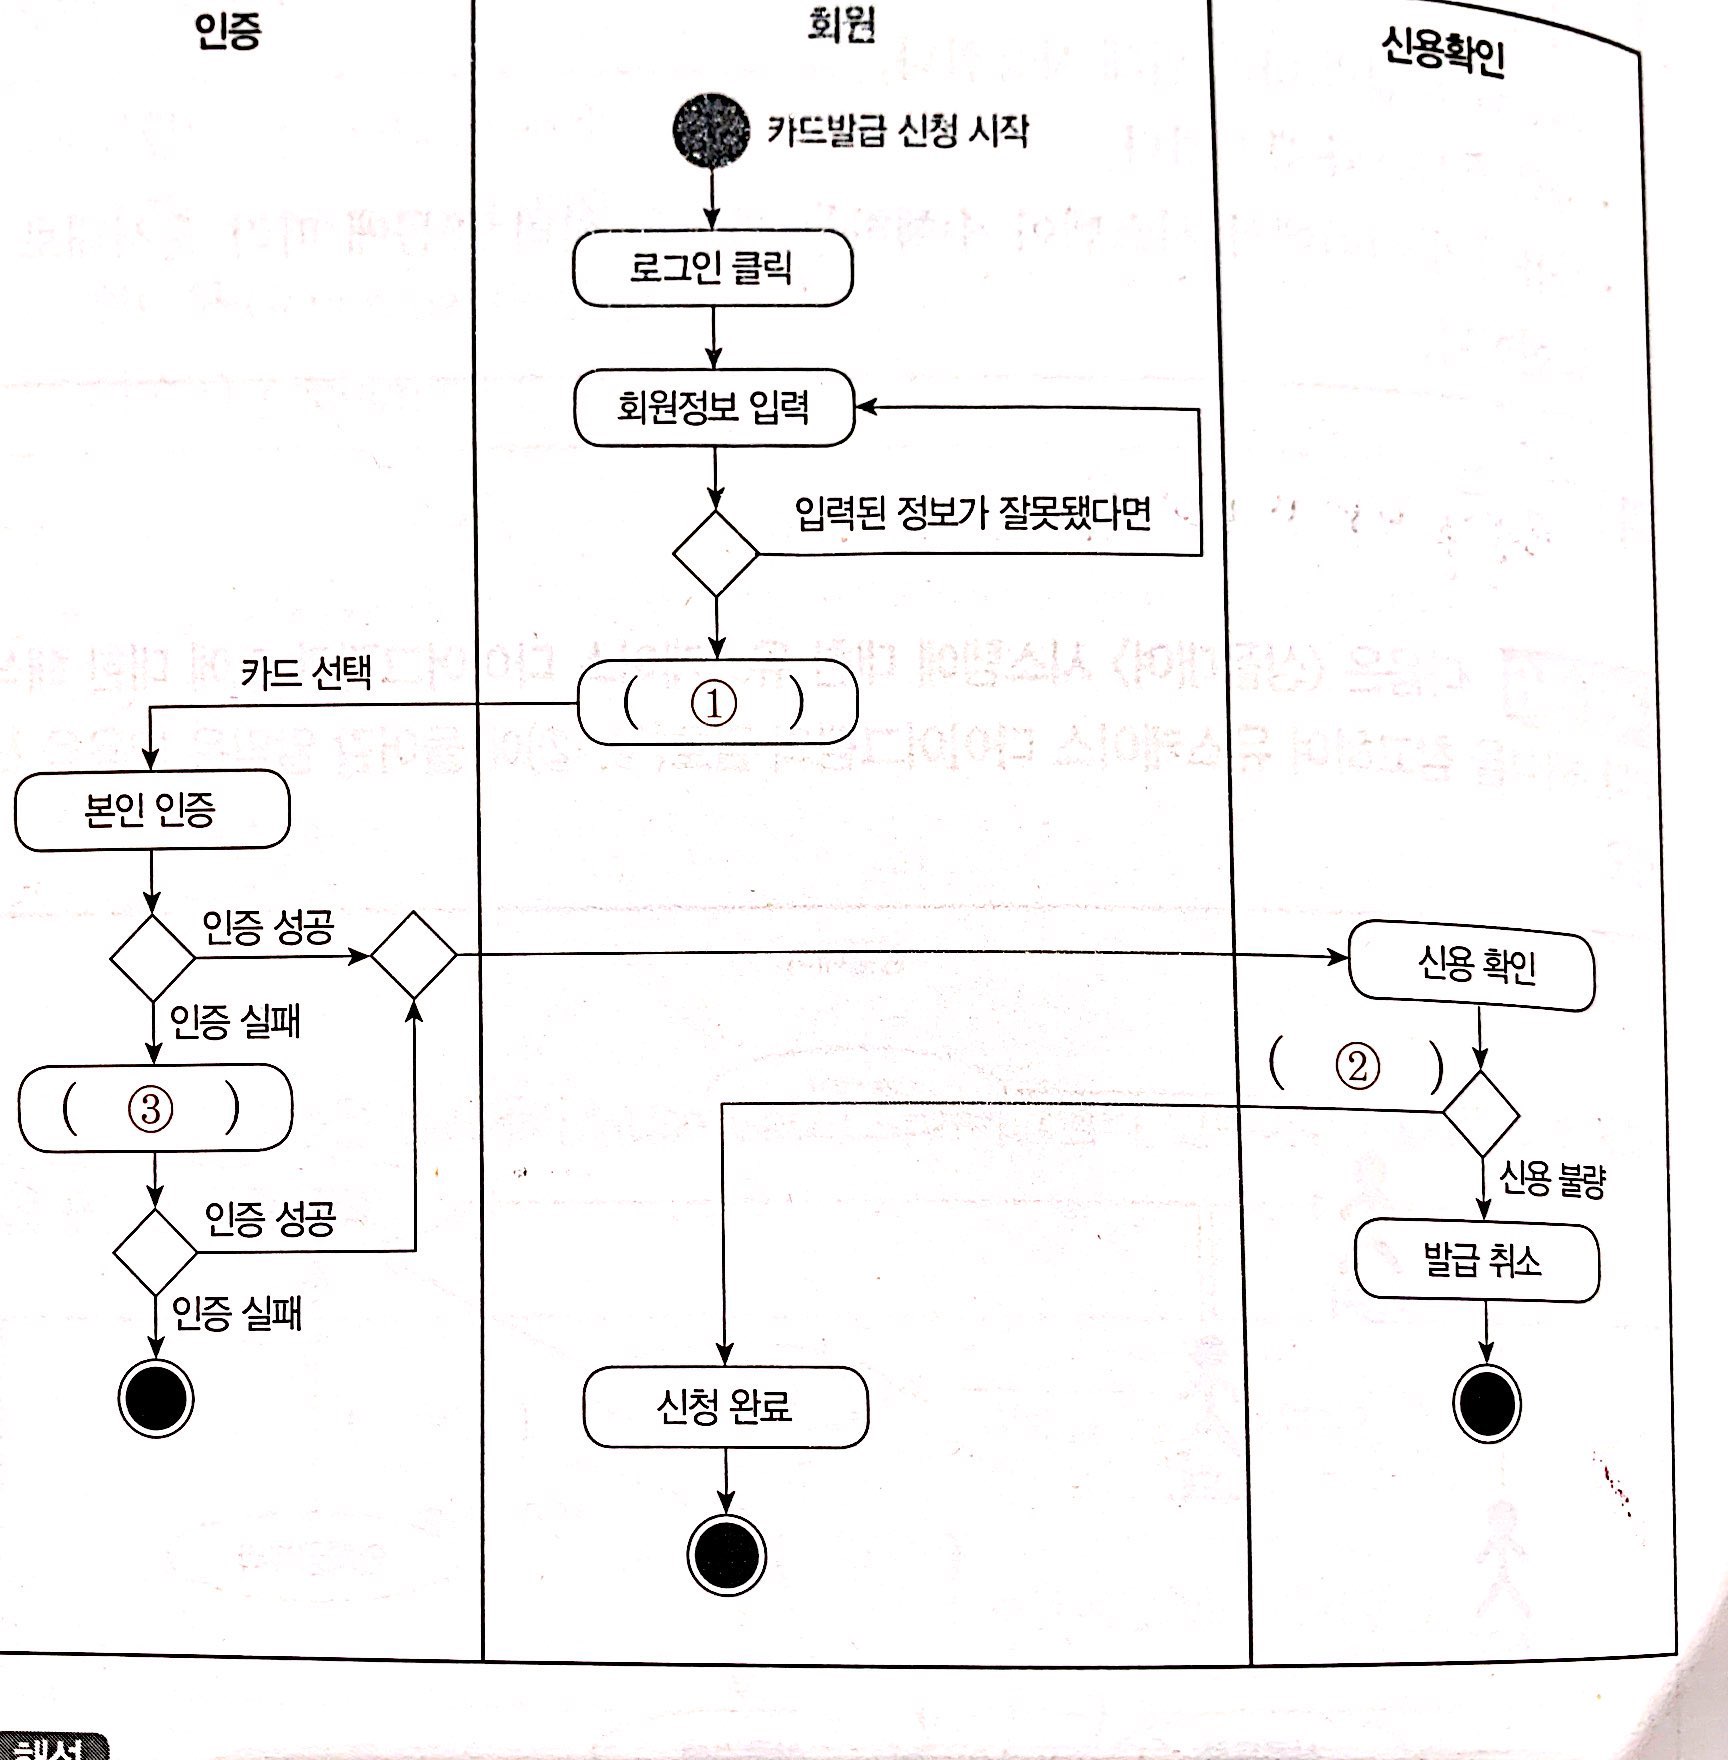 인증
회원
신용확인
카드발급 신청 시작
로그인 클릭
회원정보 입력
입력된 정보가 잘못됐다면
( ① )
카드 선택
본인 인증
인증 성공
신용 확인
인증 실패
( ② )
( ③ )
신용 불량
인증 성공
발급 취소
인증 실패
신청 완료